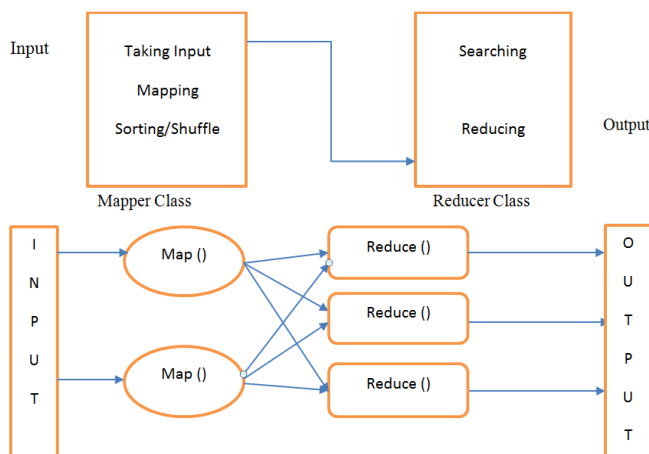 Input
Taking Input
Mapping
Sorting/Shuffle
Searching
Reducing
Output
Mapper Class
Reducer Class
I
N
P
U
T
Map ()
Map ()
Reduce ()
Reduce ()
Reduce ()
O
U
T
P
U
T